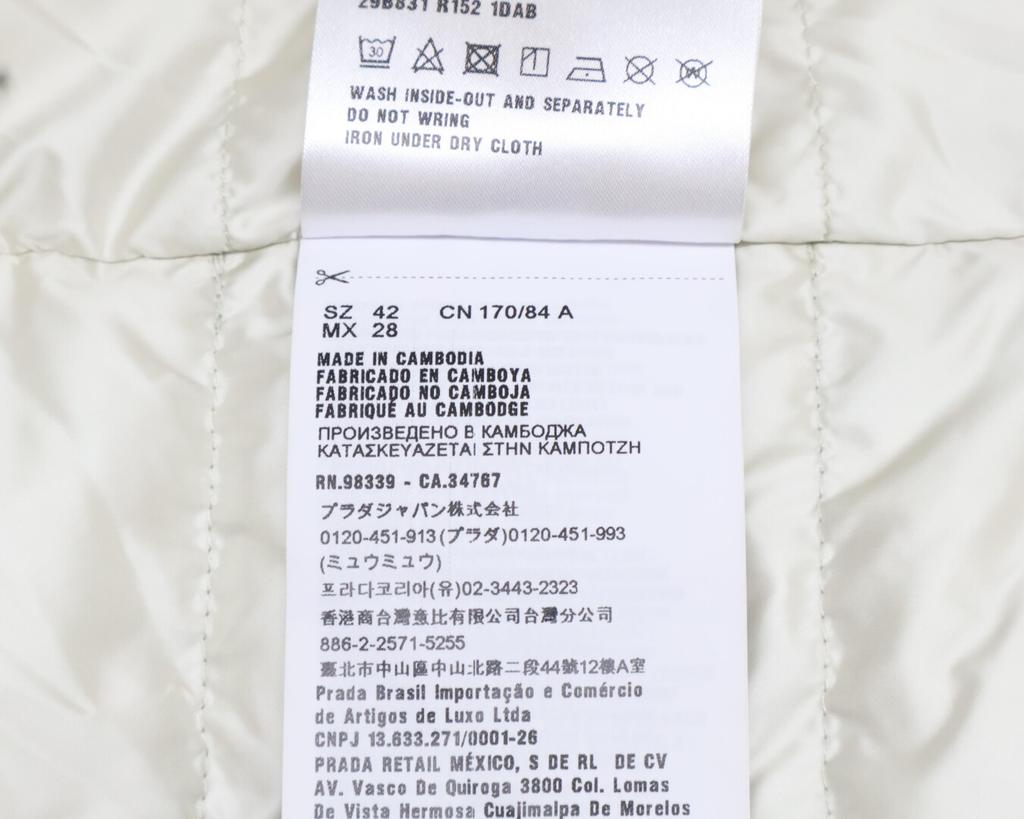 29B831 R152 1DAB
30
WASH INSIDE-OUT AND SEPARATELY
DO NOT WRING
IRON UNDER DRY CLOTH
SZ 42 CN 170/84 A
MX 28
MADE IN CAMBODIA
FABRICADO EN CAMBOYA
FABRICADO NO CAMBOJA
FABRIQUÉ AU CAMBODGE
ПРОИЗВЕДЕНО В КАМБОДЖА
ΚΑΤΑΣΚΕΥΑΖΕΤΑΙ ΣΤΗΝ ΚΑΜΠΟΤΖΗ
RN.98339 - CA.34767
プラダジャパン株式会社
0120-451-913(プラダ)0120-451-993
(ミュウミュウ)
프라다코리아(유)02-3443-2323
香港商台灣意比有限公司台灣分公司
886-2-2571-5255
臺北市中山區中山北路二段44號12樓A室
Prada Brasil Importação e Comércio
de Artigos de Luxo Ltda
CNPJ 13.633.271/0001-26
PRADA RETAIL MÉXICO, S DE RL DE CV
AV. Vasco De Quiroga 3800 Col. Lomas
De Vista Hermosa Cuajimalpa De Morelos